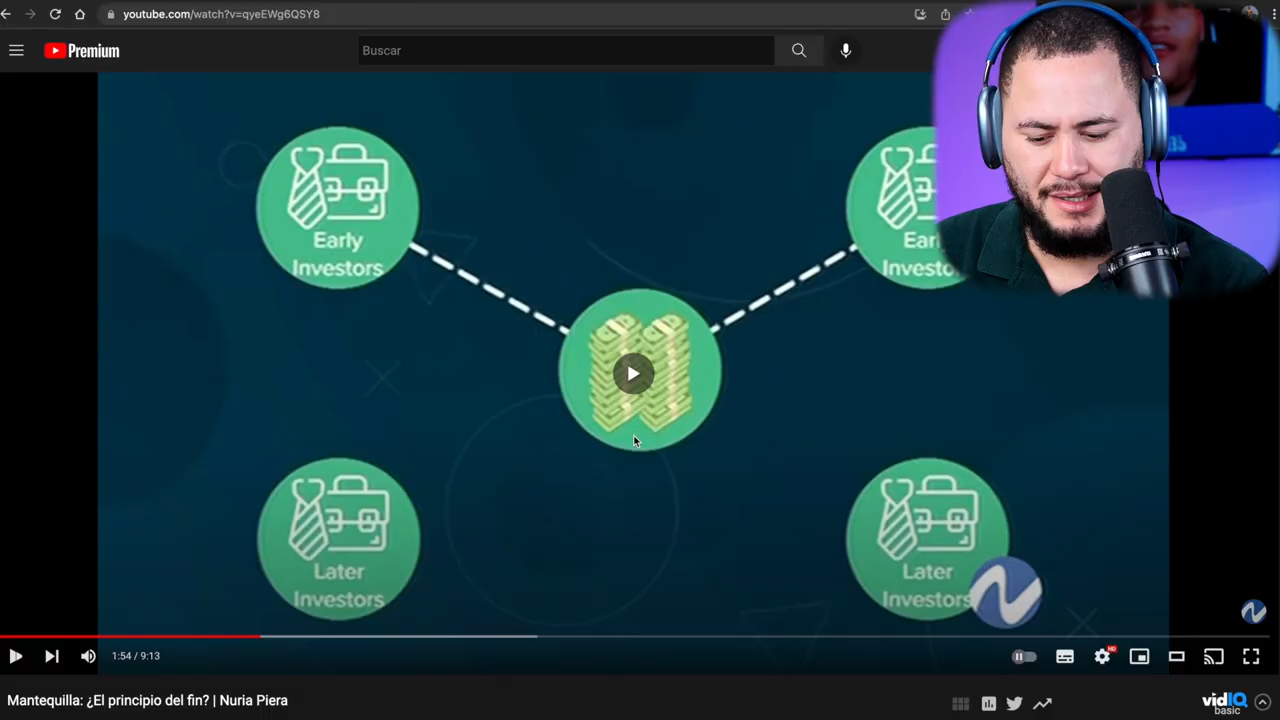 youtube.com/watch?v=qyeEWg6QSY8
Premium
Buscar
Early
Investors
Later
Investors
Later
Investors
1:54 / 9:13
HD
Mantequilla: ¿El principio del fin? | Nuria Piera
vidIQ
basic